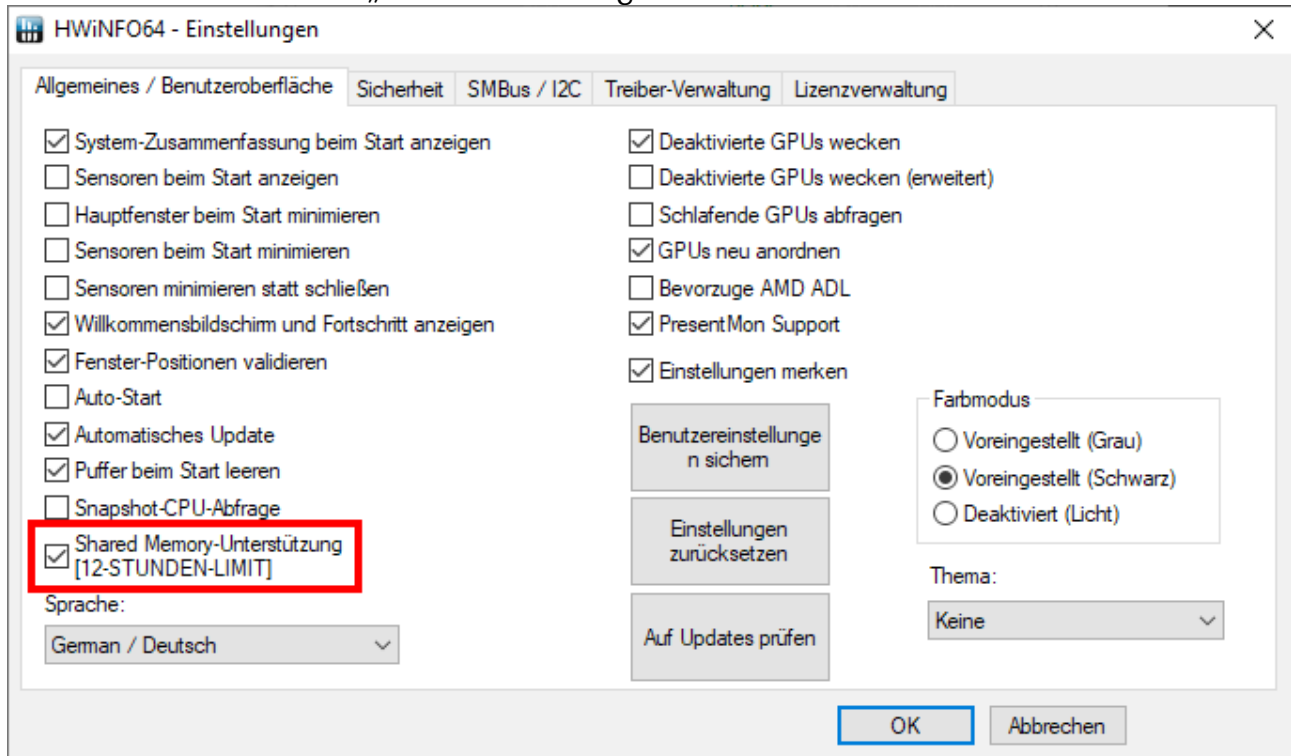 HWiNFO64 - Einstellungen
Allgemeines / Benutzeroberfläche
Sicherheit
SMBus / I2C
Treiber-Verwaltung
Lizenzverwaltung
System-Zusammenfassung beim Start anzeigen
Sensoren beim Start anzeigen
Hauptfenster beim Start minimieren
Sensoren beim Start minimieren
Sensoren minimieren statt schließen
Willkommensbildschirm und Fortschritt anzeigen
Fenster-Positionen validieren
Auto-Start
Automatisches Update
Puffer beim Start leeren
Snapshot-CPU-Abfrage
Shared Memory-Unterstützung
[12-STUNDEN-LIMIT]
Sprache:
German / Deutsch
Deaktivierte GPUs wecken
Deaktivierte GPUs wecken (erweitert)
Schlafende GPUs abfragen
GPUs neu anordnen
Bevorzuge AMD ADL
PresentMon Support
Einstellungen merken
Benutzereinstellunge
n sichern
Einstellungen
zurücksetzen
Auf Updates prüfen
Farbmodus
Voreingestellt (Grau)
Voreingestellt (Schwarz)
Deaktiviert (Licht)
Thema:
Keine
OK
Abbrechen